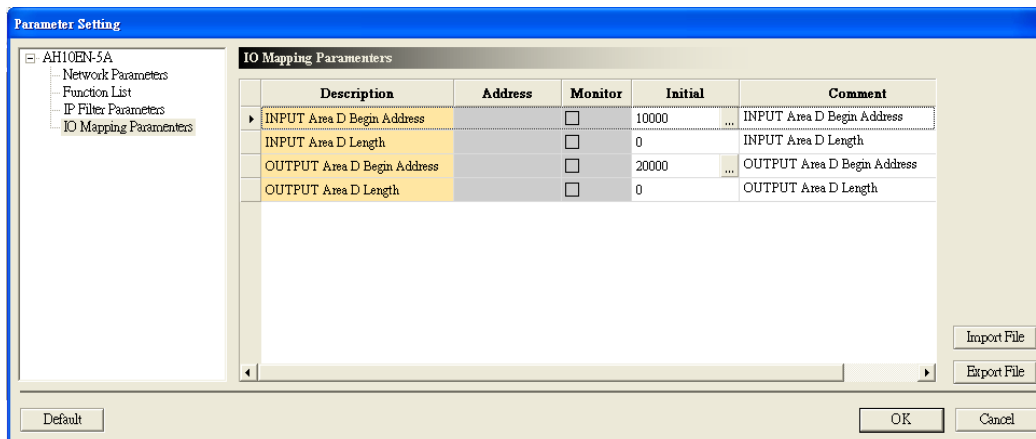 Parameter Setting
AH10EN-5A
Network Parameters
Function List
IP Filter Parameters
IO Mapping Paramenters
IO Mapping Paramenters
Description Address Monitor Initial Comment
INPUT Area D Begin Address 10000 ... INPUT Area D Begin Address
INPUT Area D Length 0 INPUT Area D Length
OUTPUT Area D Begin Address 20000 ... OUTPUT Area D Begin Address
OUTPUT Area D Length 0 OUTPUT Area D Length
Import File
Export File
Default OK Cancel